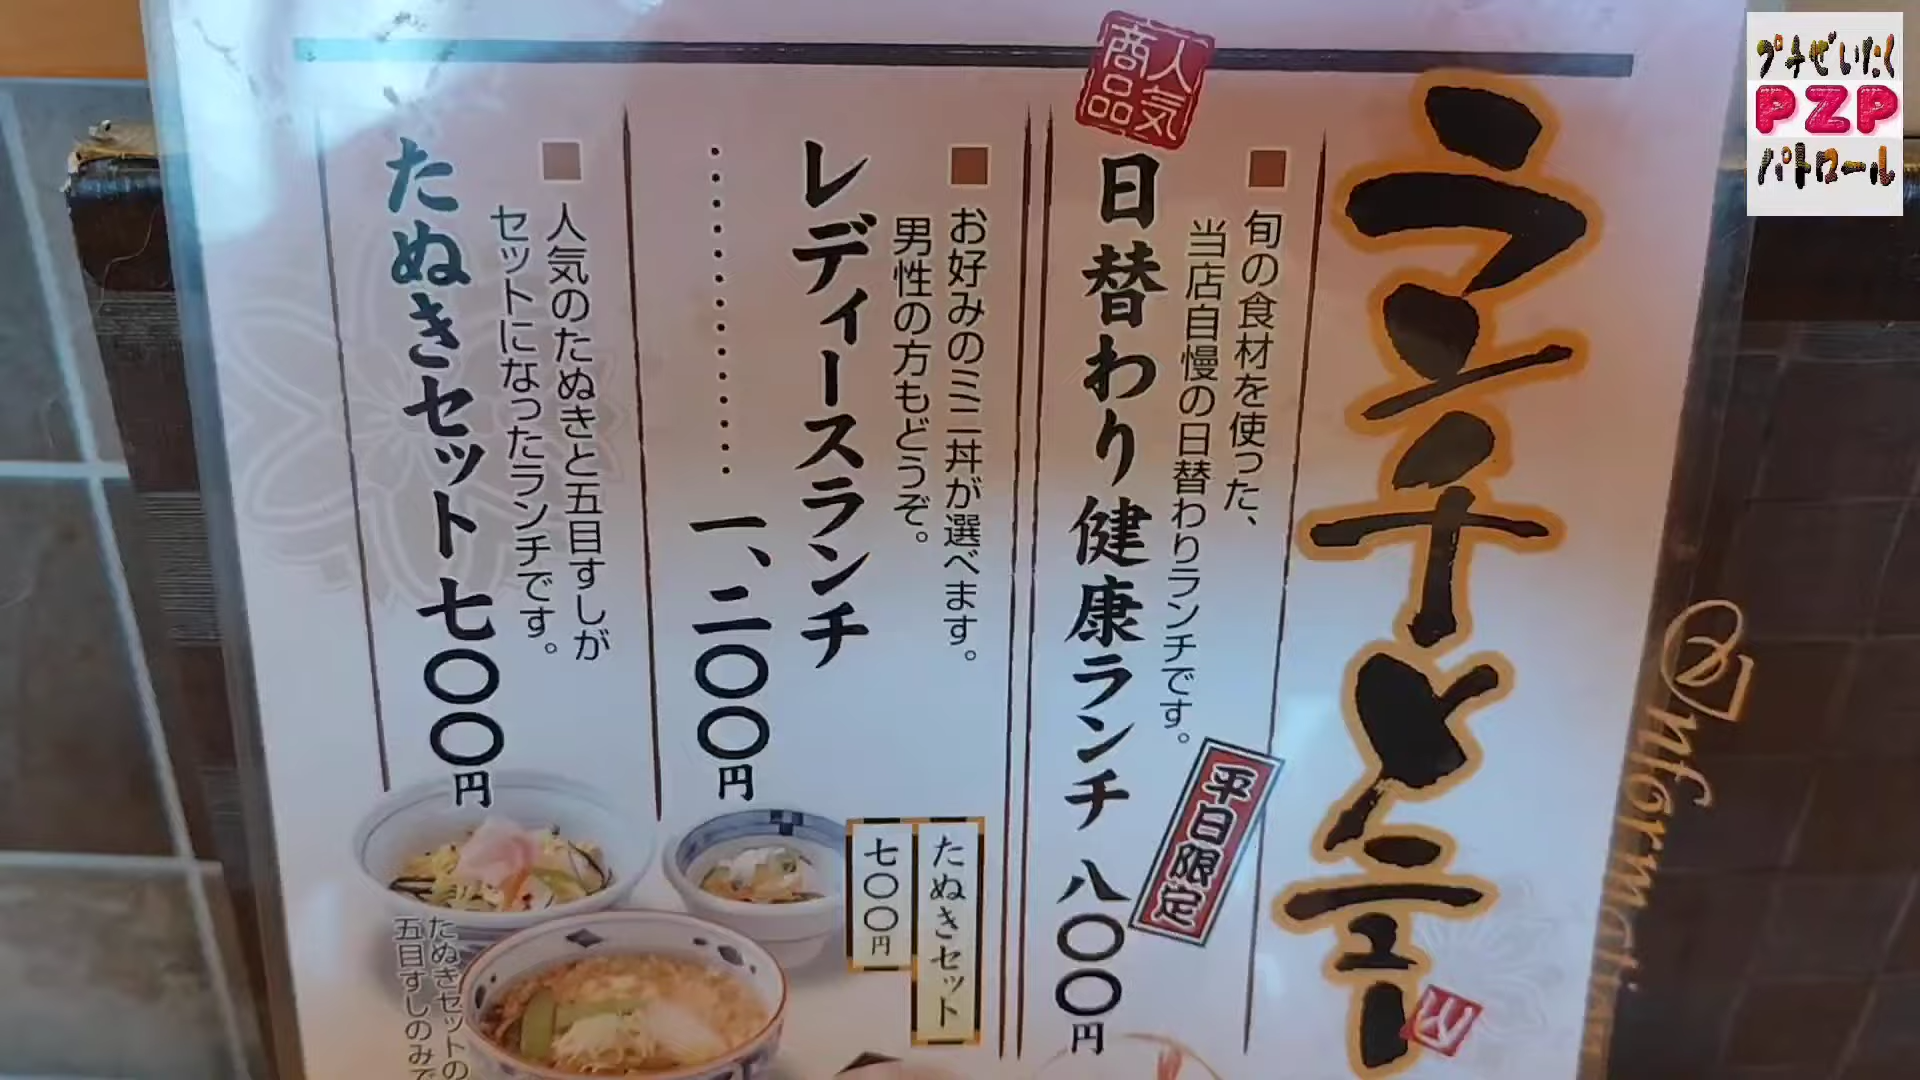 ランチメニュー
人気
商品
旬の食材を使った、
当店自慢の日替わりランチです。
日替わり健康ランチ 八〇〇円
平日限定
お好みのミニ丼が選べます。
男性の方もどうぞ。
レディースランチ
…………一、二〇〇円
人気のたぬきと五目すしが
セットになったランチです。
たぬきセット 七〇〇円
たぬきセット
七〇〇円
たぬきセットの
五目すしのみで
プチぜいたく
PZP
パトロール